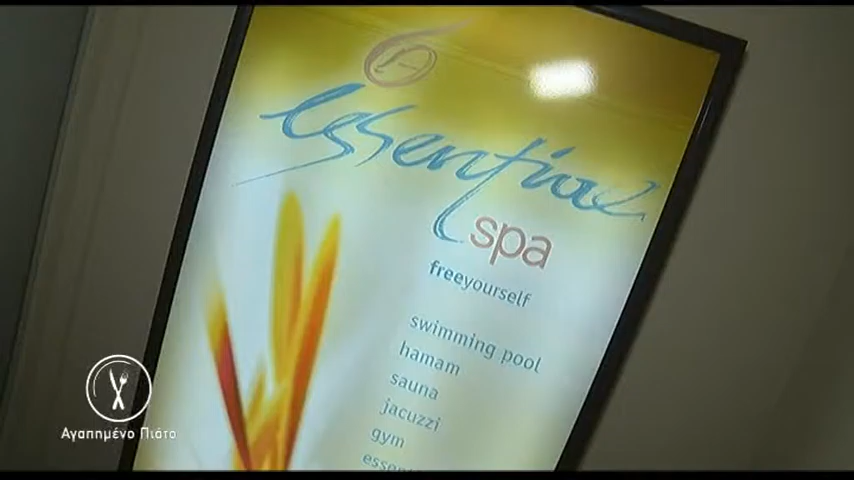 essential
spa
freeyourself
swimming pool
hamam
sauna
jacuzzi
gym
Αγαπημένο Πιάτο